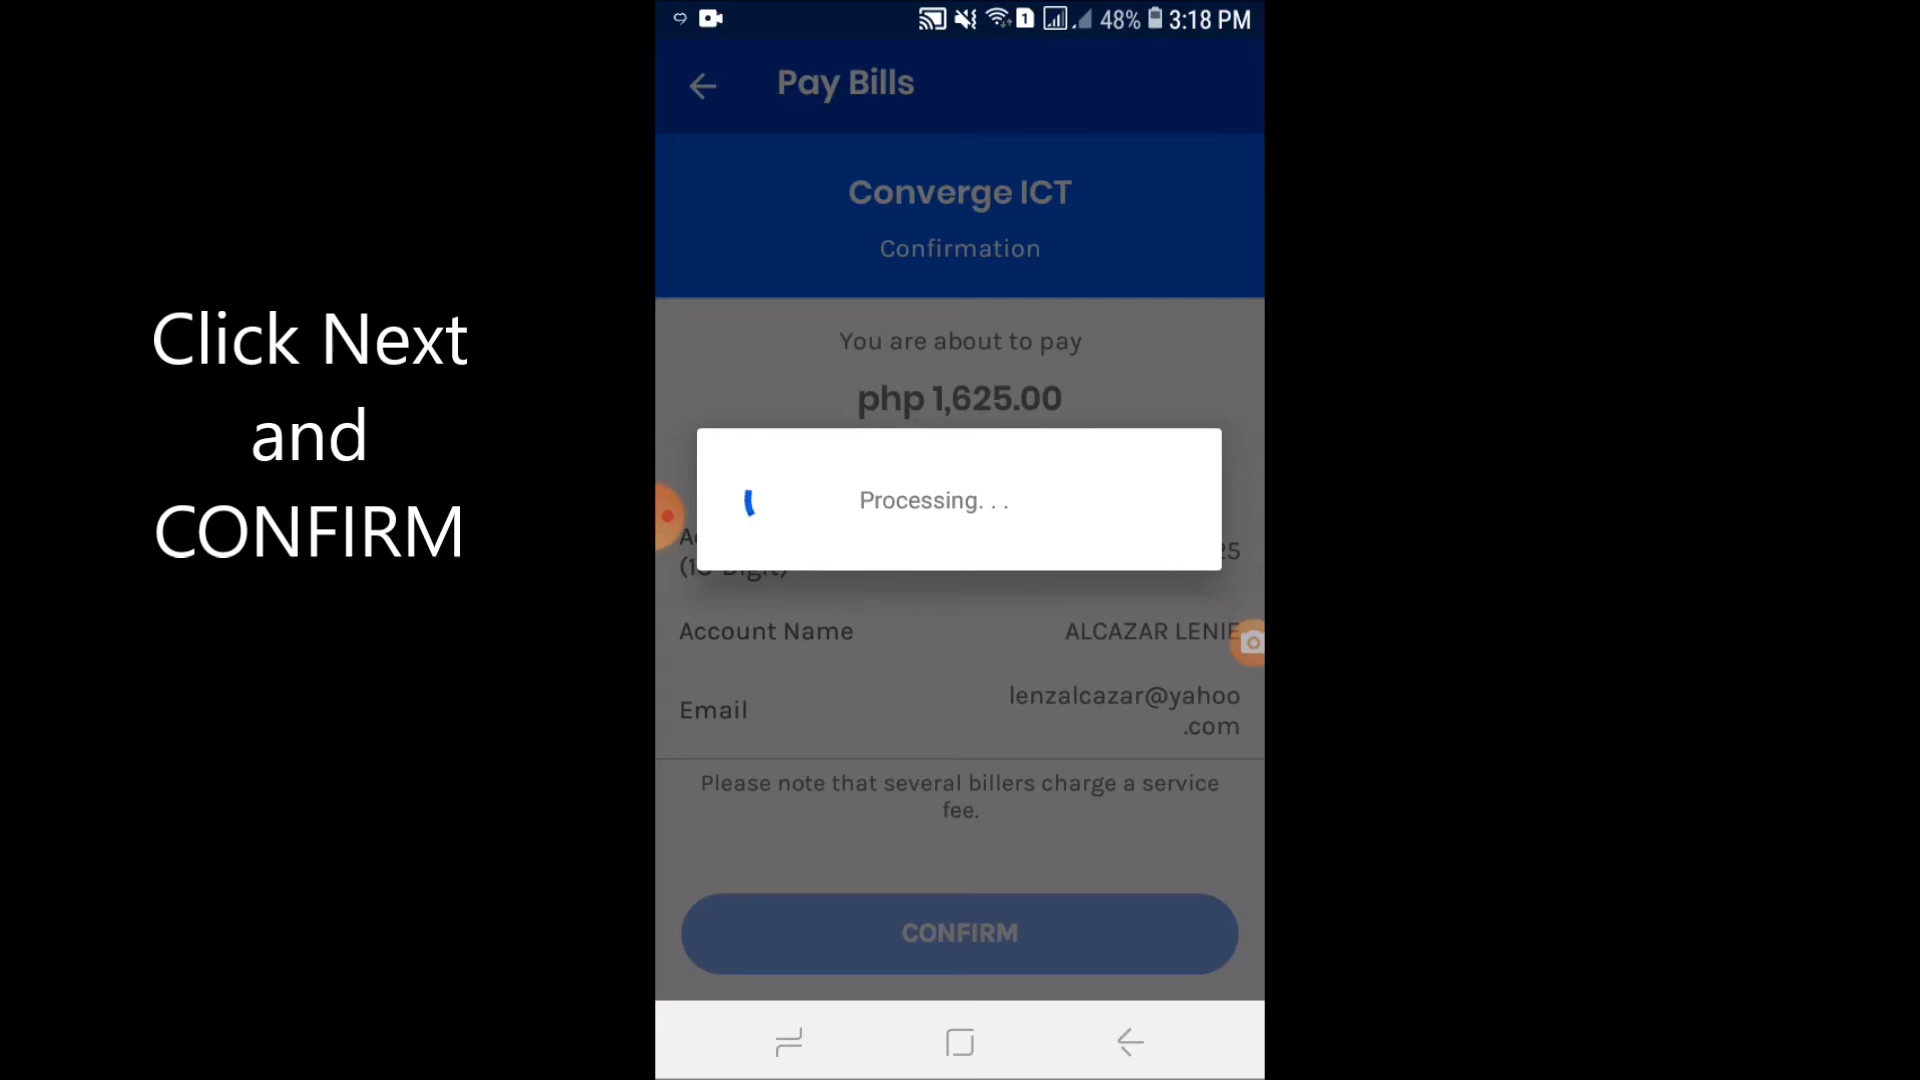 48% 3:18 PM
Pay Bills
Converge ICT
Confirmation
Click Next
and
CONFIRM
You are about to pay
php 1,625.00
Processing. . .
Account Name ALCAZAR LENIE
Email lenzalcazar@yahoo
.com
Please note that several billers charge a service
fee.
CONFIRM